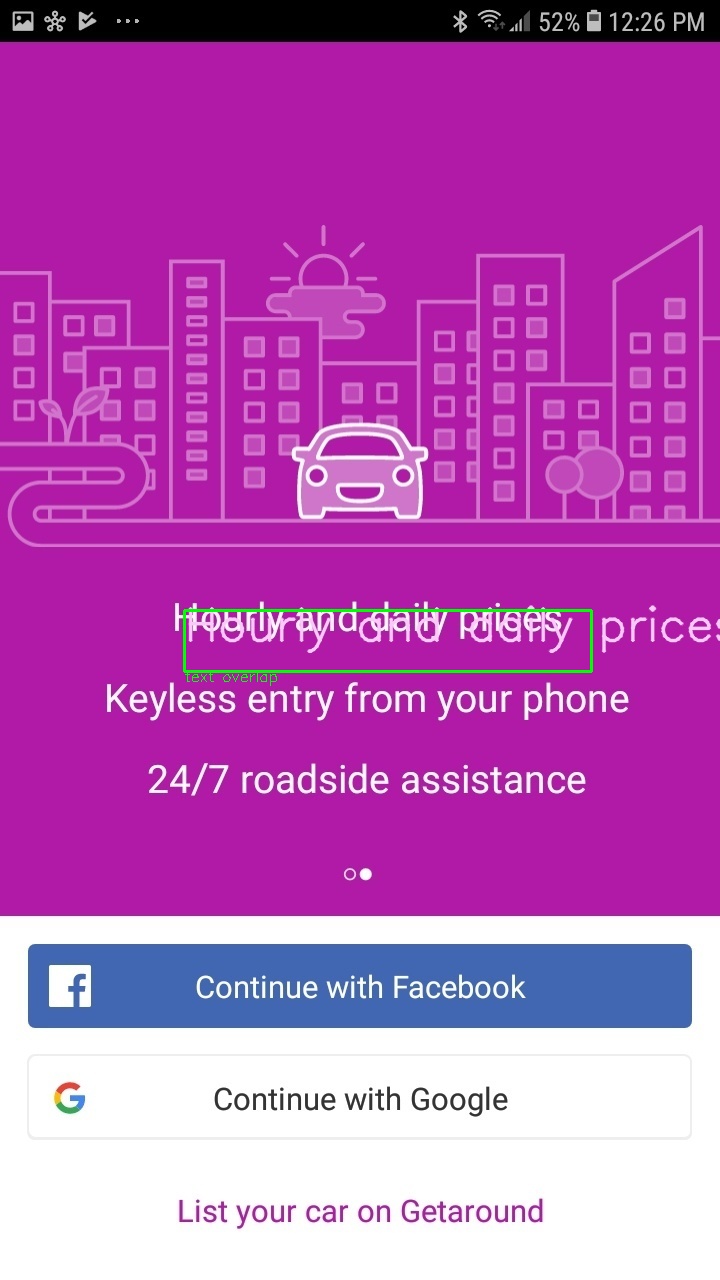 52% 12:26 PM
Hourly and daily prices
Hourly and daily prices
text overlap
Keyless entry from your phone
24/7 roadside assistance
Continue with Facebook
Continue with Google
List your car on Getaround